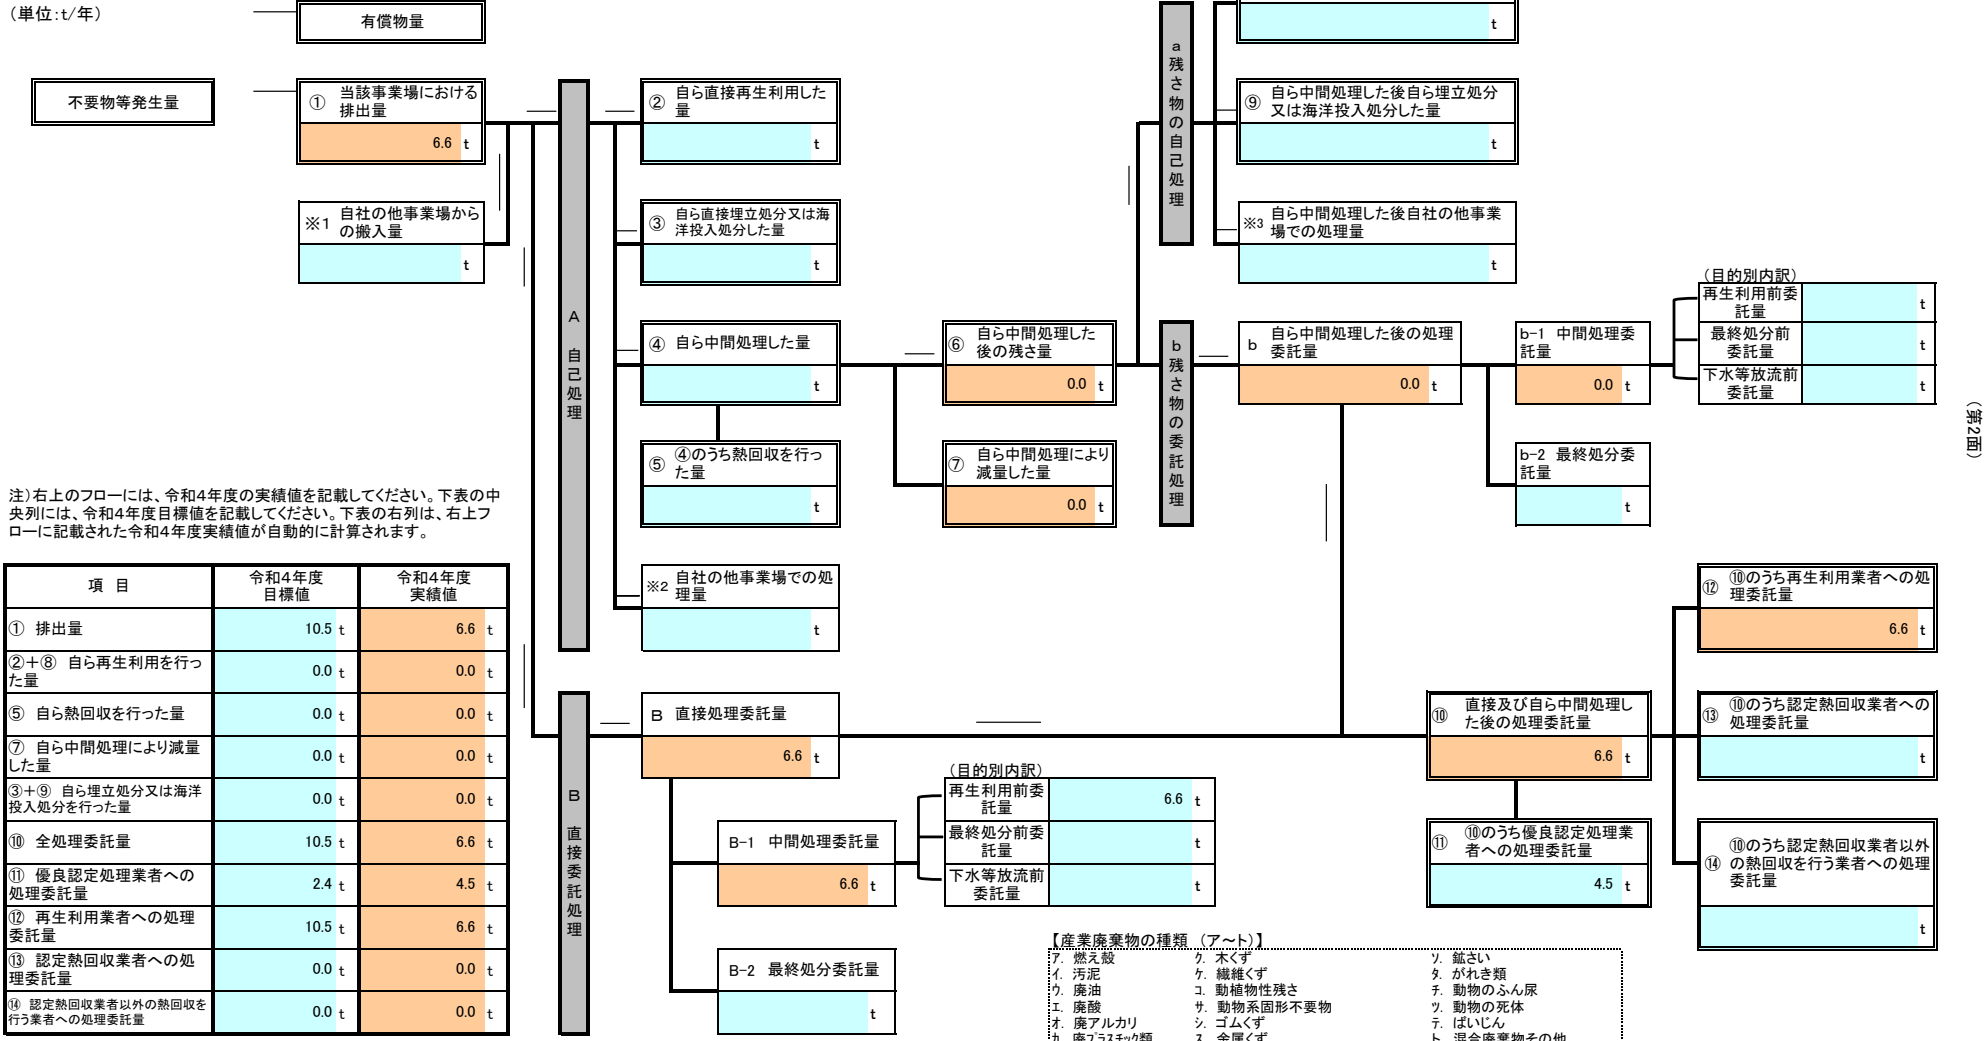 （単位：t/年）
有償物量
t
不要物等発生量
① 当該事業場における
排出量
6.6 t
※1 自社の他事業場から
の搬入量
t
A
自己処理
② 自ら直接再生利用した
量
t
③ 自ら直接埋立処分又は海
洋投入処分した量
t
④ 自ら中間処理した量
t
⑤ ④のうち熱回収を行っ
た量
t
※2 自社の他事業場での処
理量
t
⑥ 自ら中間処理した
後の残さ量
0.0 t
⑦ 自ら中間処理により
減量した量
0.0 t
a
残さ物の自己処理
⑨ 自ら中間処理した後自ら埋立処分
又は海洋投入処分した量
t
※3 自ら中間処理した後自社の他事業
場での処理量
t
b
残さ物の委託処理
b 自ら中間処理した後の処理
委託量
0.0 t
b-1 中間処理委
託量
0.0 t
b-2 最終処分委
託量
t
（目的別内訳）
再生利用前委
託量
t
最終処分前
委託量
t
下水等放流前
委託量
t
（第2面）
注）右上のフローには、令和４年度の実績値を記載してください。下表の中
央列には、令和４年度目標値を記載してください。下表の右列は、右上フ
ローに記載された令和４年度実績値が自動的に計算されます。
項 目 令和４年度 令和４年度
目標値 実績値
① 排出量 10.5 t 6.6 t
②＋⑧ 自ら再生利用を行っ
た量 0.0 t 0.0 t
⑤ 自ら熱回収を行った量 0.0 t 0.0 t
⑦ 自ら中間処理により減量
した量 0.0 t 0.0 t
③＋⑨ 自ら埋立処分又は海洋
投入処分を行った量 0.0 t 0.0 t
⑩ 全処理委託量 10.5 t 6.6 t
⑪ 優良認定処理業者への
処理委託量 2.4 t 4.5 t
⑫ 再生利用業者への処理
委託量 10.5 t 6.6 t
⑬ 認定熱回収業者への処
理委託量 0.0 t 0.0 t
⑭ 認定熱回収業者以外の熱回収を
行う業者への処理委託量 0.0 t 0.0 t
B
直接委託処理
B 直接処理委託量
6.6 t
B-1 中間処理委託量
6.6 t
B-2 最終処分委託量
t
（目的別内訳）
再生利用前委
託量
6.6 t
最終処分前委
託量
t
下水等放流前
委託量
t
⑩ 直接及び自ら中間処理し
た後の処理委託量
6.6 t
⑪ ⑩のうち優良認定処理業
者への処理委託量
4.5 t
⑫ ⑩のうち再生利用業者への処
理委託量
6.6 t
⑬ ⑩のうち認定熱回収業者への
処理委託量
t
⑭ ⑩のうち認定熱回収業者以外
の熱回収を行う業者への処理
委託量
t
【産業廃棄物の種類 （ア～ト）】
ア. 燃え殻 ク. 木くず ソ. 鉱さい
イ. 汚泥 ケ. 繊維くず タ. がれき類
ウ. 廃油 コ. 動植物性残さ チ. 動物のふん尿
エ. 廃酸 サ. 動物系固形不要物 ツ. 動物の死体
オ. 廃アルカリ シ. ゴムくず テ. ばいじん
カ. 廃プラスチック類 ス. 金属くず ト. 混合廃棄物その他